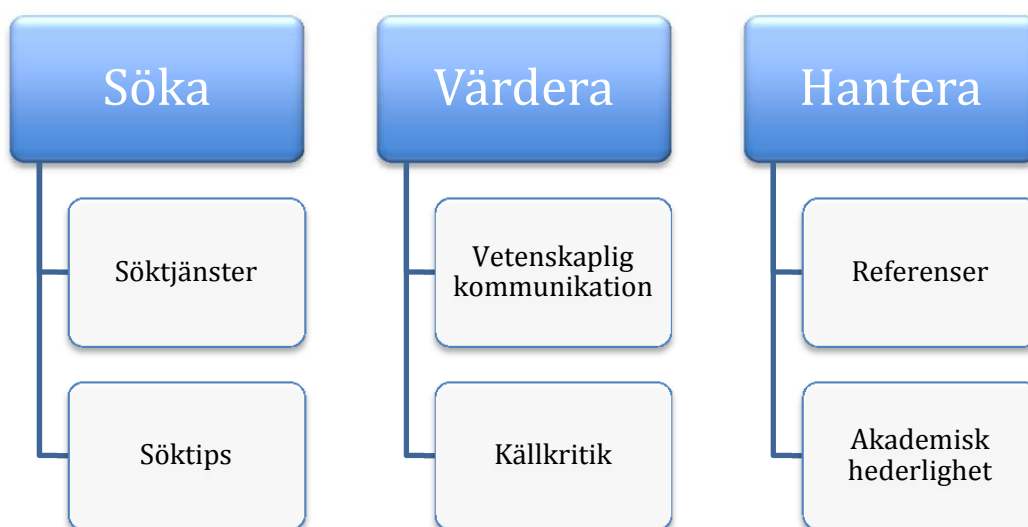 Söka
Söktjänster
Söktips
Värdera
Vetenskaplig
kommunikation
Källkritik
Hantera
Referenser
Akademisk
hederlighet